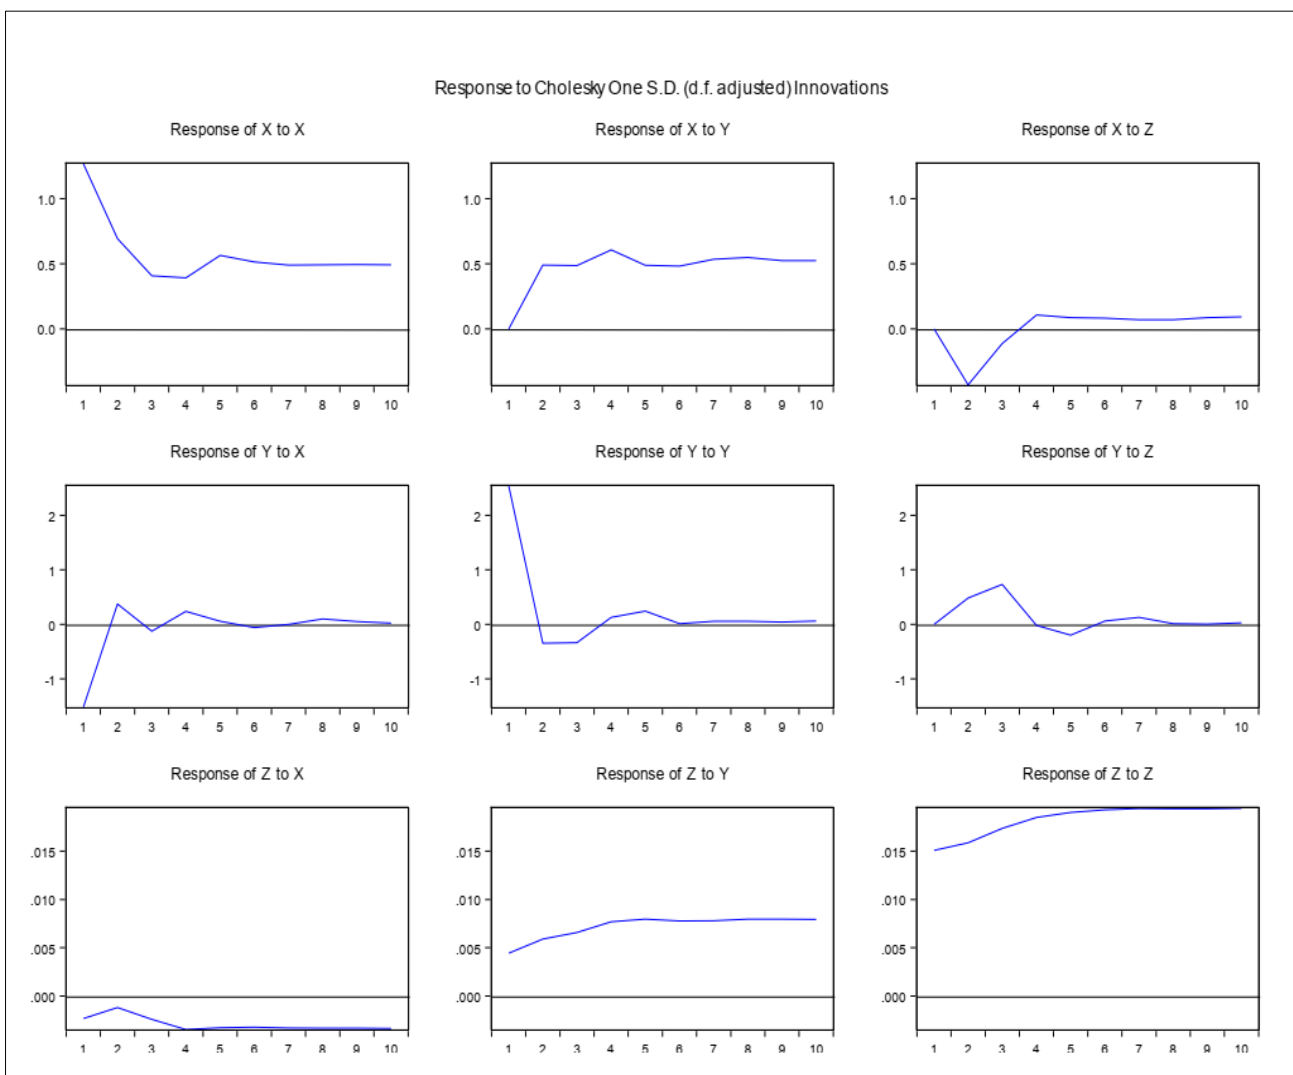 Response to Cholesky One S.D. (d.f. adjusted) Innovations
Response of X to X
1.0
0.5
0.0
1 2 3 4 5 6 7 8 9 10
Response of X to Y
1.0
0.5
0.0
1 2 3 4 5 6 7 8 9 10
Response of X to Z
1.0
0.5
0.0
1 2 3 4 5 6 7 8 9 10
Response of Y to X
2
1
0
-1
1 2 3 4 5 6 7 8 9 10
Response of Y to Y
2
1
0
-1
1 2 3 4 5 6 7 8 9 10
Response of Y to Z
2
1
0
-1
1 2 3 4 5 6 7 8 9 10
Response of Z to X
.015
.010
.005
.000
1 2 3 4 5 6 7 8 9 10
Response of Z to Y
.015
.010
.005
.000
1 2 3 4 5 6 7 8 9 10
Response of Z to Z
.015
.010
.005
.000
1 2 3 4 5 6 7 8 9 10